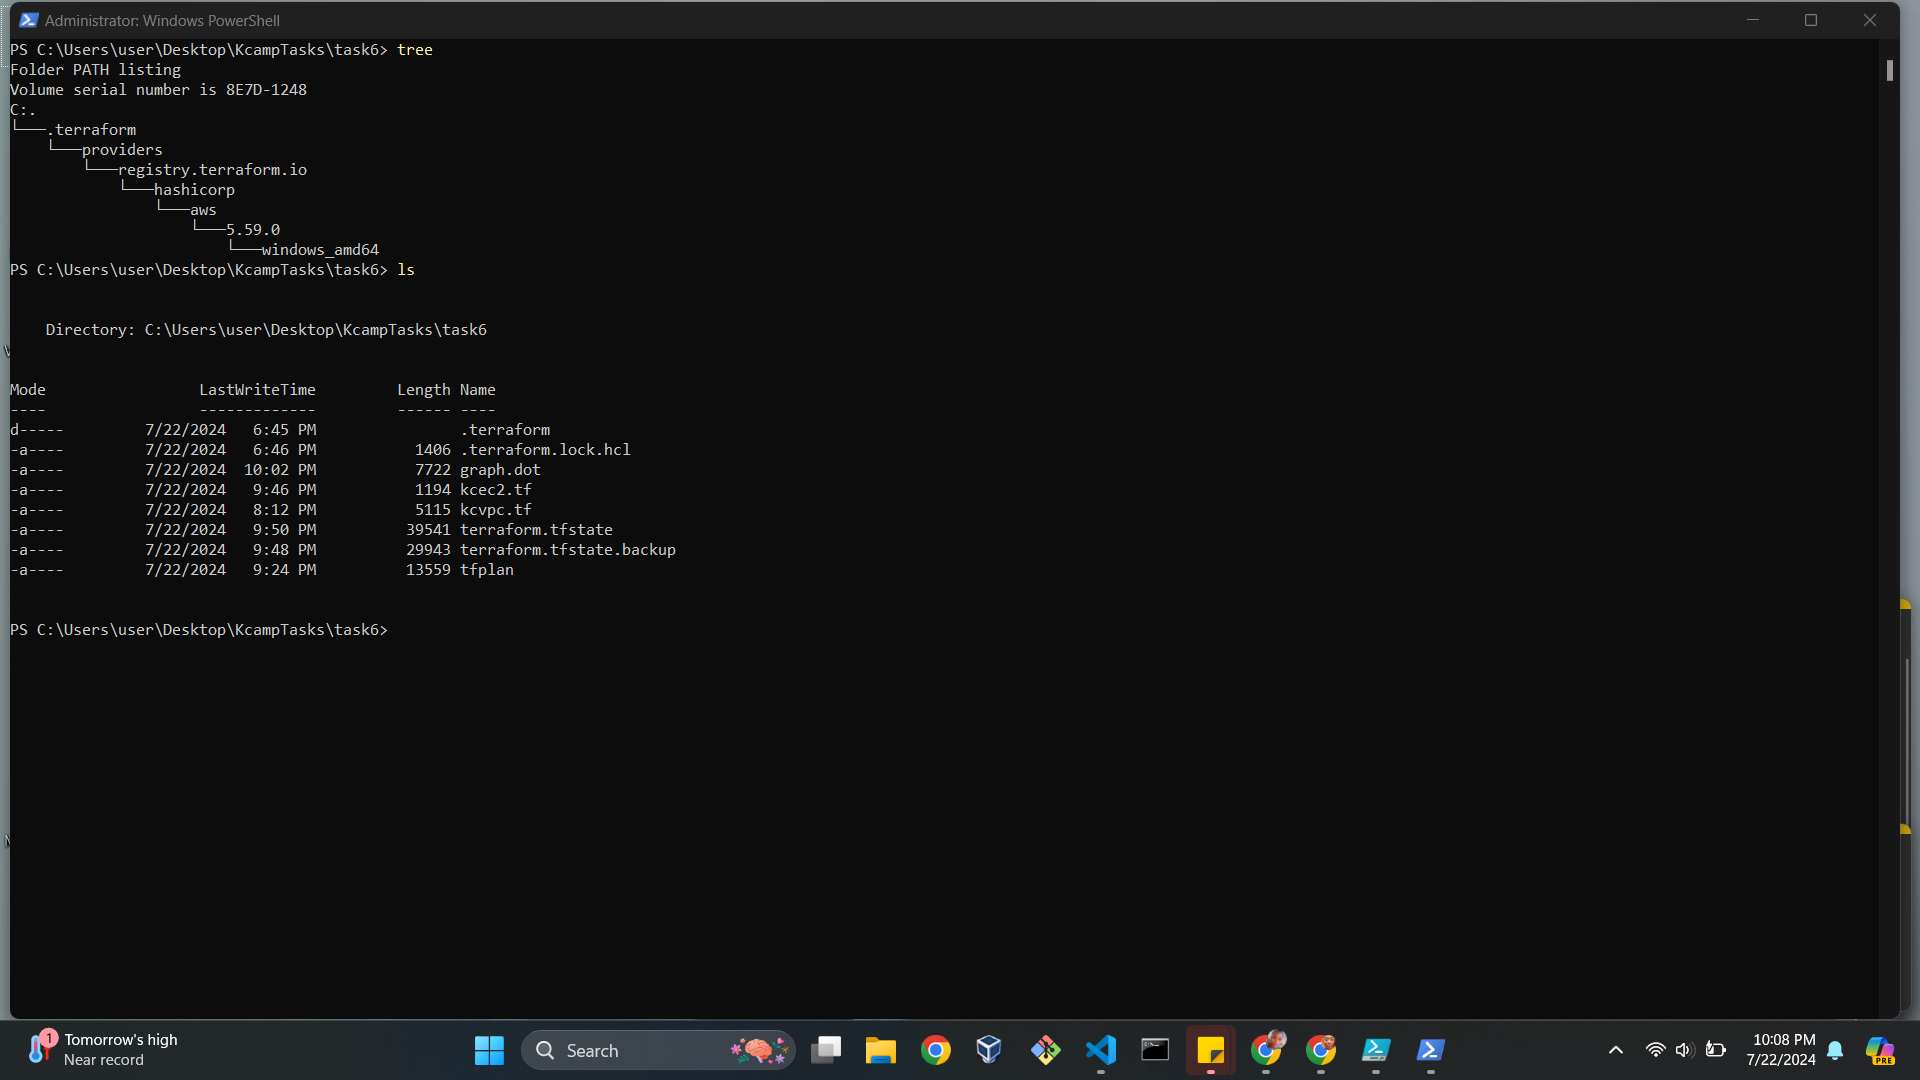 Administrator: Windows PowerShell
PS C:\Users\user\Desktop\KcampTasks\task6> tree
Folder PATH listing
Volume serial number is 8E7D-1248
C:.
└───.terraform
    └───providers
        └───registry.terraform.io
            └───hashicorp
                └───aws
                    └───5.59.0
                        └───windows_amd64
PS C:\Users\user\Desktop\KcampTasks\task6> ls
    Directory: C:\Users\user\Desktop\KcampTasks\task6
Mode                 LastWriteTime         Length Name
----                 -------------         ------ ----
d-----         7/22/2024   6:45 PM                .terraform
-a----         7/22/2024   6:46 PM           1406 .terraform.lock.hcl
-a----         7/22/2024  10:02 PM           7722 graph.dot
-a----         7/22/2024   9:46 PM           1194 kcec2.tf
-a----         7/22/2024   8:12 PM           5115 kcvpc.tf
-a----         7/22/2024   9:50 PM          39541 terraform.tfstate
-a----         7/22/2024   9:48 PM          29943 terraform.tfstate.backup
-a----         7/22/2024   9:24 PM          13559 tfplan
PS C:\Users\user\Desktop\KcampTasks\task6>
1
Tomorrow's high
Near record
Search
10:08 PM
7/22/2024
PRE